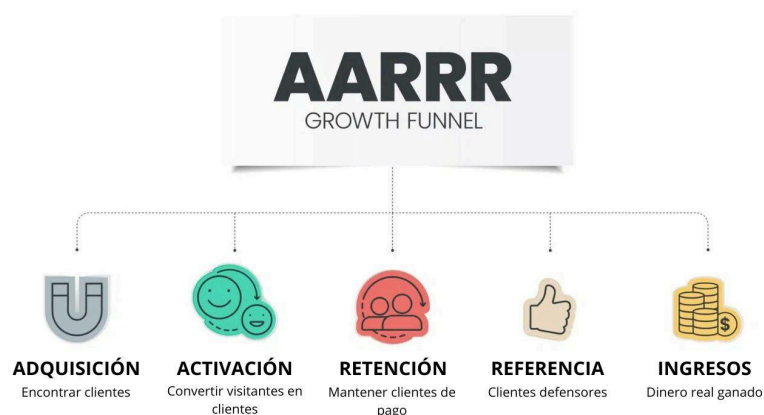 AARRR
GROWTH FUNNEL
$
ADQUISICIÓN
Encontrar clientes
ACTIVACIÓN
Convertir visitantes en
clientes
RETENCIÓN
Mantener clientes de
pago
REFERENCIA
Clientes defensores
INGRESOS
Dinero real ganado